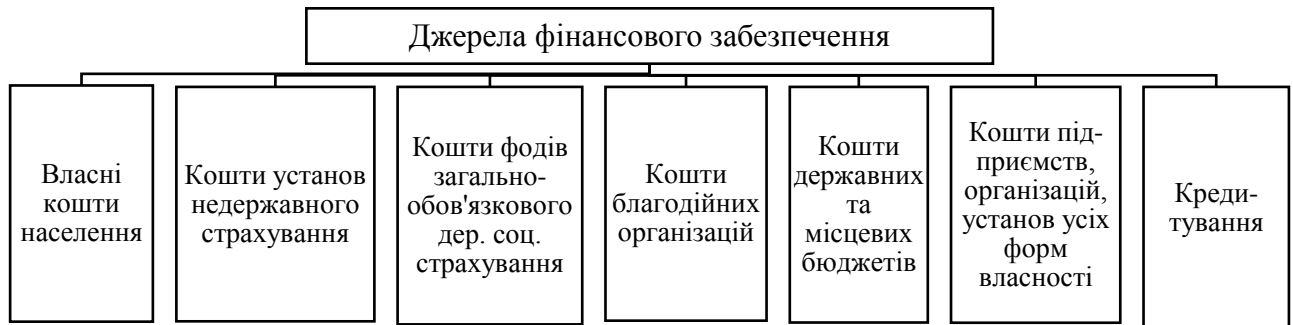 Джерела фінансового забезпечення
Власні
кошти
населення
Кошти установ
недержавного
страхування
Кошти фодів
загально-
обов'язкового
дер. соц.
страхування
Кошти
благодійних
організацій
Кошти
державних
та
місцевих
бюджетів
Кошти під-
приємств,
організацій,
установ усіх
форм
власності
Креди-
тування